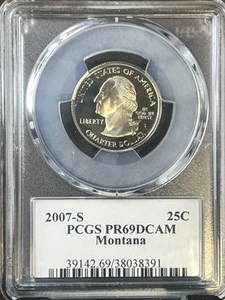 UNITED STATES OF AMERICA
LIBERTY
IN
GOD WE
TRUST
S
QUARTER DOLLAR
2007-S 25C
PCGS PR69DCAM
Montana
39142.69/38038391